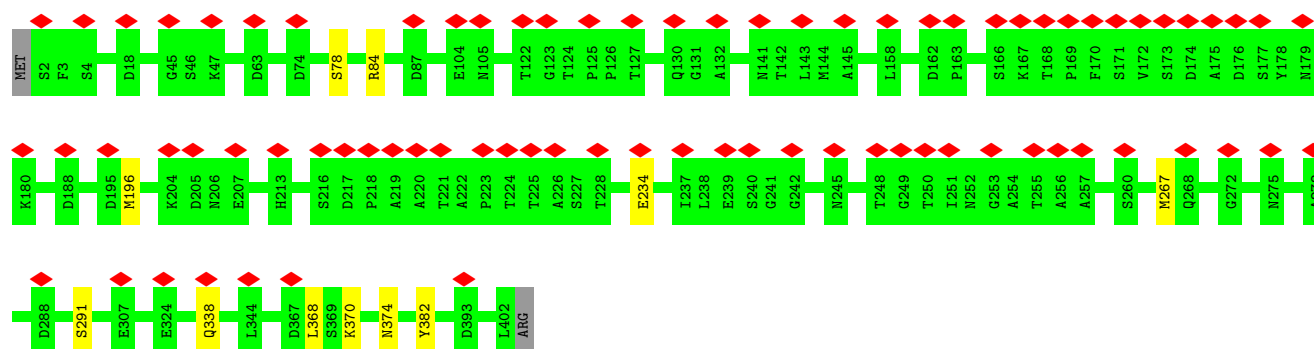 MET S2 F3 S4 D18 G45 S46 K47 D63 D74 S78 R84 D87 E104 N105 T122 G123 T124 P125 P126 T127 Q130 G131 A132 N141 T142 L143 M144 A145 L158 D162 P163 S166 K167 T168 P169 F170 S171 V172 S173 D174 A175 D176 S177 Y178 N179
K180 D188 D195 M196 K204 D205 N206 E207 H213 S216 D217 P218 A219 A220 T221 A222 P223 T224 T225 A226 S227 T228 E234 I237 L238 E239 S240 G241 G242 N245 T248 G249 T250 I251 N252 G253 A254 T255 A256 A257 S260 M267 Q268 G272 N275
D288 S291 E307 E324 Q338 L344 D367 L368 S369 K370 N374 Y382 D393 L402 ARG